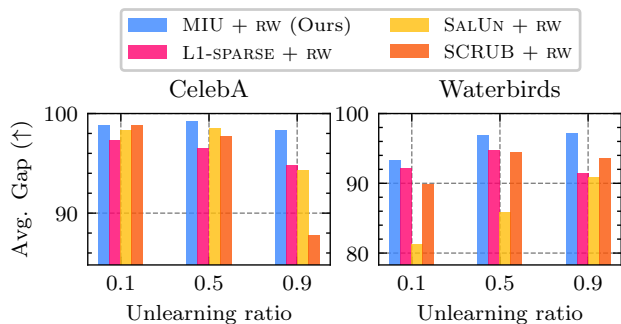 MIU + RW (Ours)
SALUN + RW
L1-SPARSE + RW
SCRUB + RW
CelebA
Waterbirds
Avg. Gap (↑)
100
90
100
90
80
0.1 0.5 0.9
0.1 0.5 0.9
Unlearning ratio
Unlearning ratio